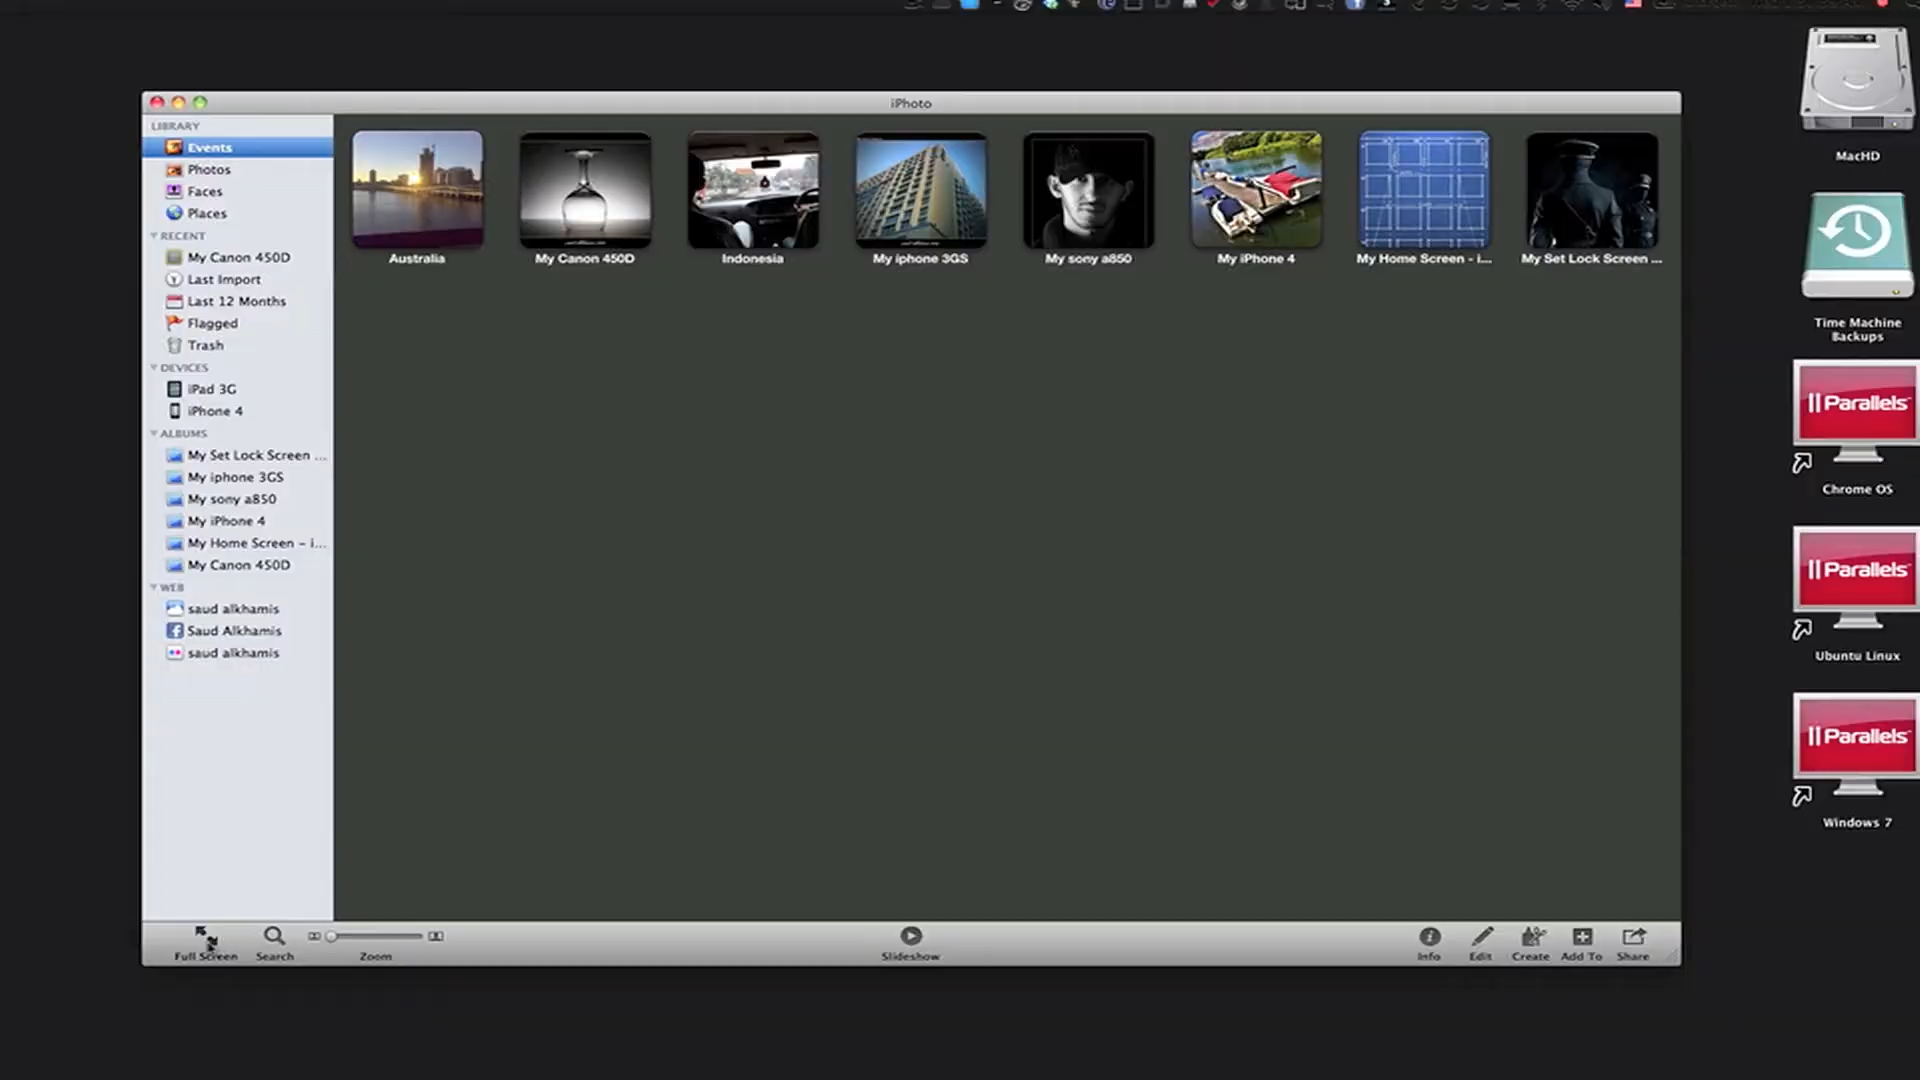 iPhoto
LIBRARY
Events
Photos
Faces
Places
RECENT
My Canon 450D
Last Import
Last 12 Months
Flagged
Trash
DEVICES
iPad 3G
iPhone 4
ALBUMS
My Set Lock Screen ...
My iphone 3GS
My sony a850
My iPhone 4
My Home Screen - i...
My Canon 450D
WEB
saud alkhamis
Saud Alkhamis
saud alkhamis
Australia
My Canon 450D
Indonesia
My iphone 3GS
My sony a850
My iPhone 4
My Home Screen - i...
My Set Lock Screen ...
Full Screen
Search
Zoom
Slideshow
Info
Edit
Create
Add To
Share
MacHD
Time Machine
Backups
Parallels
Chrome OS
Parallels
Ubuntu Linux
Parallels
Windows 7